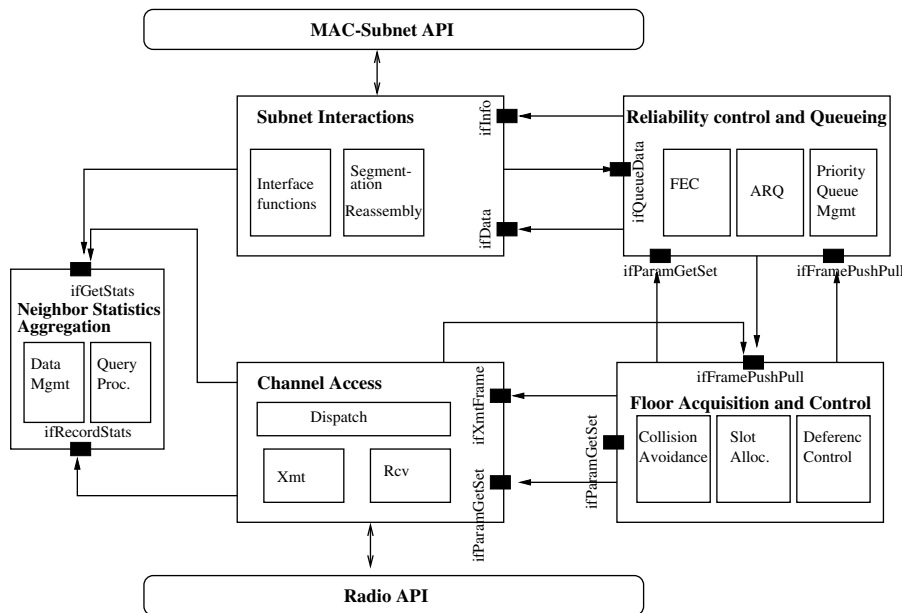 MAC-Subnet API
Subnet Interactions
ifInfo
Interface
functions
Segment-
ation
Reassembly
ifData
Reliability control and Queueing
ifQueueData
FEC
ARQ
Priority
Queue
Mgmt
ifParamGetSet
ifFramePushPull
ifGetStats
Neighbor Statistics
Aggregation
Data
Mgmt
Query
Proc.
ifRecordStats
Channel Access
ifXmtFrame
Dispatch
Xmt
Rcv
ifParamGetSet
ifFramePushPull
Floor Acquisition and Control
ifParamGetSet
Collision
Avoidance
Slot
Alloc.
Deferenc
Control
Radio API